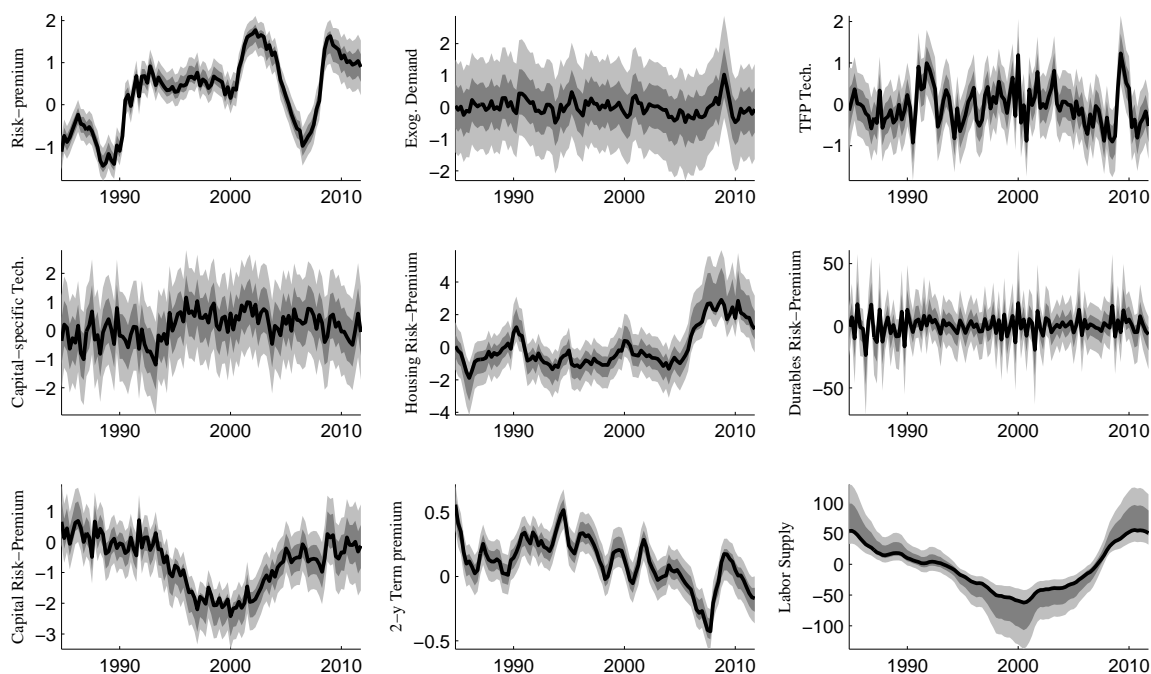 Risk−premium
2
1
0
−1
1990 2000 2010
Exog. Demand
2
1
0
−1
−2
1990 2000 2010
TFP Tech.
1
0
−1
1990 2000 2010
Capital−specific Tech.
2
1
0
−1
−2
1990 2000 2010
Housing Risk−Premium
4
2
0
−2
−4
1990 2000 2010
Durables Risk−Premium
50
0
−50
1990 2000 2010
Capital Risk−Premium
1
0
−1
−2
−3
1990 2000 2010
2−y Term premium
0.5
0
−0.5
1990 2000 2010
Labor Supply
100
50
0
−50
−100
1990 2000 2010